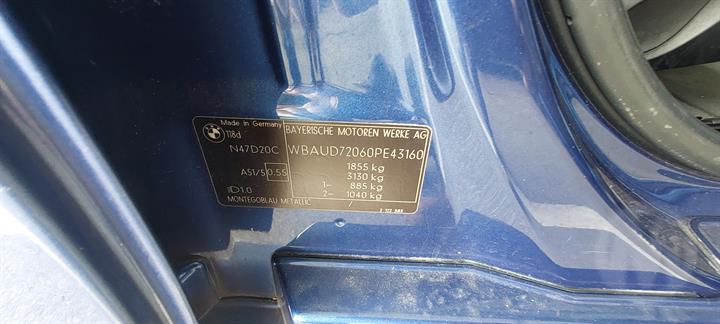 Made in Germany
118d
BAYERISCHE MOTOREN WERKE AG
N47D20C
WBAUD72060PE43160
1855 kg
A51/5 0.55
3130 kg
1- 885 kg
1.0
2- 1040 kg
MONTEGOBLAU METALLIC /